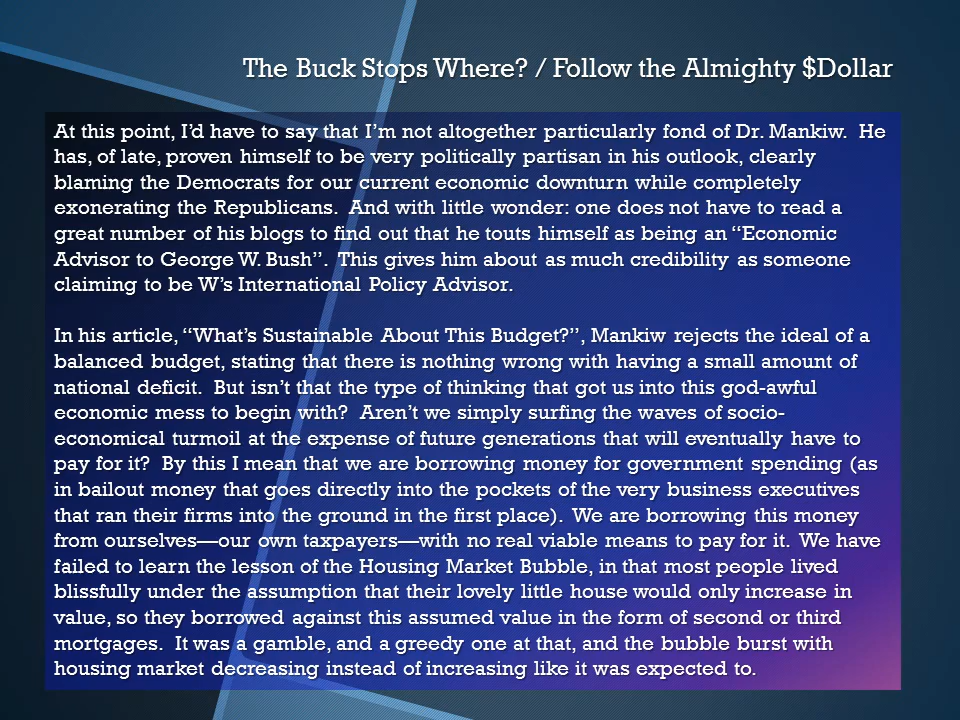 The Buck Stops Where? / Follow the Almighty $Dollar
At this point, I’d have to say that I’m not altogether particularly fond of Dr. Mankiw.  He
has, of late, proven himself to be very politically partisan in his outlook, clearly
blaming the Democrats for our current economic downturn while completely
exonerating the Republicans.  And with little wonder: one does not have to read a
great number of his blogs to find out that he touts himself as being an “Economic
Advisor to George W. Bush”.  This gives him about as much credibility as someone
claiming to be W’s International Policy Advisor.
In his article, “What’s Sustainable About This Budget?”, Mankiw rejects the ideal of a
balanced budget, stating that there is nothing wrong with having a small amount of
national deficit.  But isn’t that the type of thinking that got us into this god-awful
economic mess to begin with?  Aren’t we simply surfing the waves of socio-
economical turmoil at the expense of future generations that will eventually have to
pay for it?  By this I mean that we are borrowing money for government spending (as
in bailout money that goes directly into the pockets of the very business executives
that ran their firms into the ground in the first place).  We are borrowing this money
from ourselves—our own taxpayers—with no real viable means to pay for it.  We have
failed to learn the lesson of the Housing Market Bubble, in that most people lived
blissfully under the assumption that their lovely little house would only increase in
value, so they borrowed against this assumed value in the form of second or third
mortgages.  It was a gamble, and a greedy one at that, and the bubble burst with
housing market decreasing instead of increasing like it was expected to.